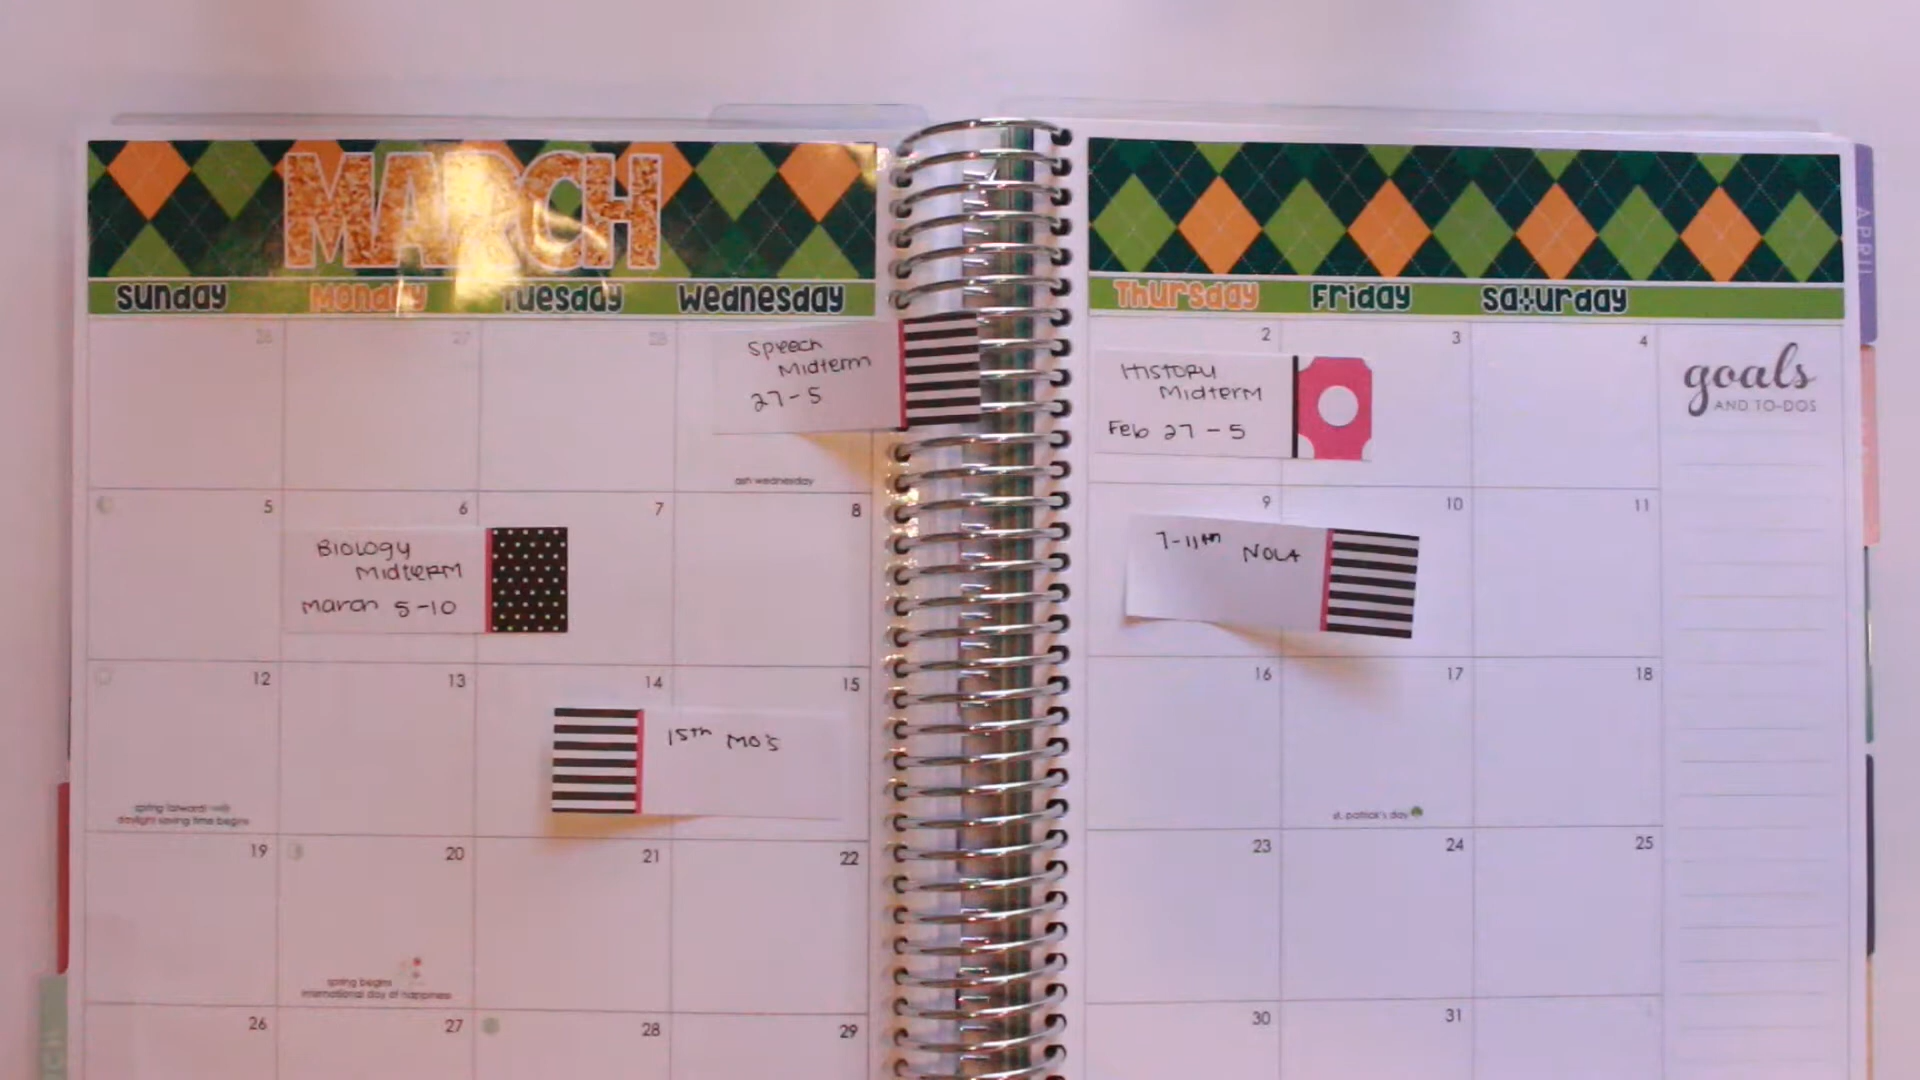 MARCH
Sunday Monday Tuesday Wednesday
Thursday Friday Saturday
APRIL
26 27 28
Speech
Midterm
27-5
ash wednesday
2 3 4
History
Midterm
Feb 27-5
goals
AND TO-DOS
5 6 7 8
Biology
Midterm
March 5-10
9 10 11
7-11th NOLA
12 13 14 15
15th MO's
spring forward!
daylight saving time begins
16 17 18
st. patrick's day
19 20 21 22
spring begins
international day of happiness
23 24 25
26 27 28 29
30 31